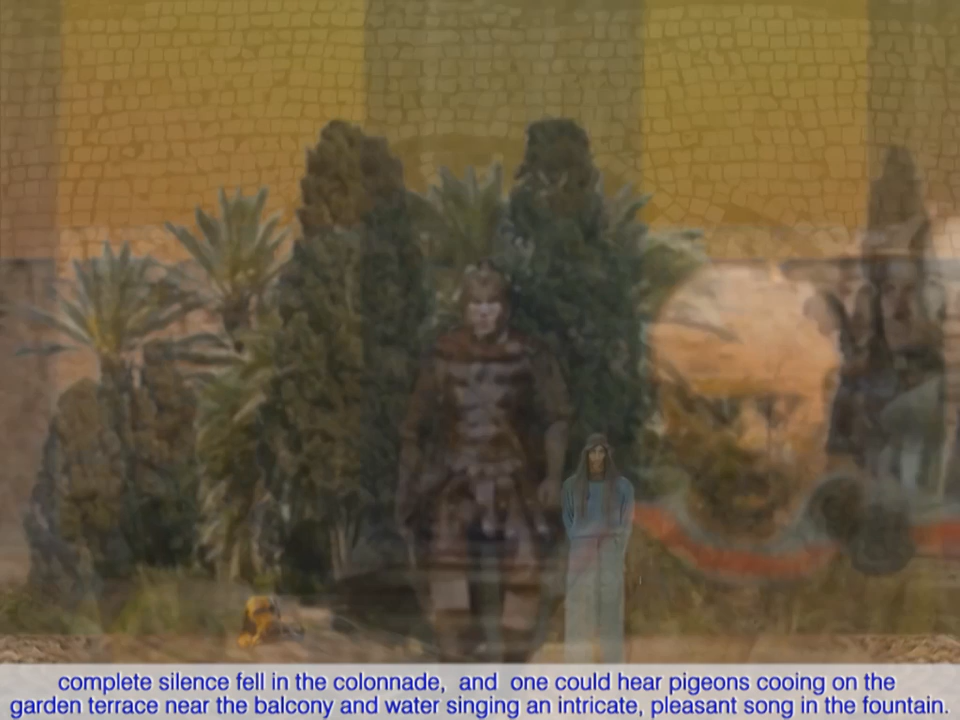 complete silence fell in the colonnade, and one could hear pigeons cooing on the
garden terrace near the balcony and water singing an intricate, pleasant song in the fountain.